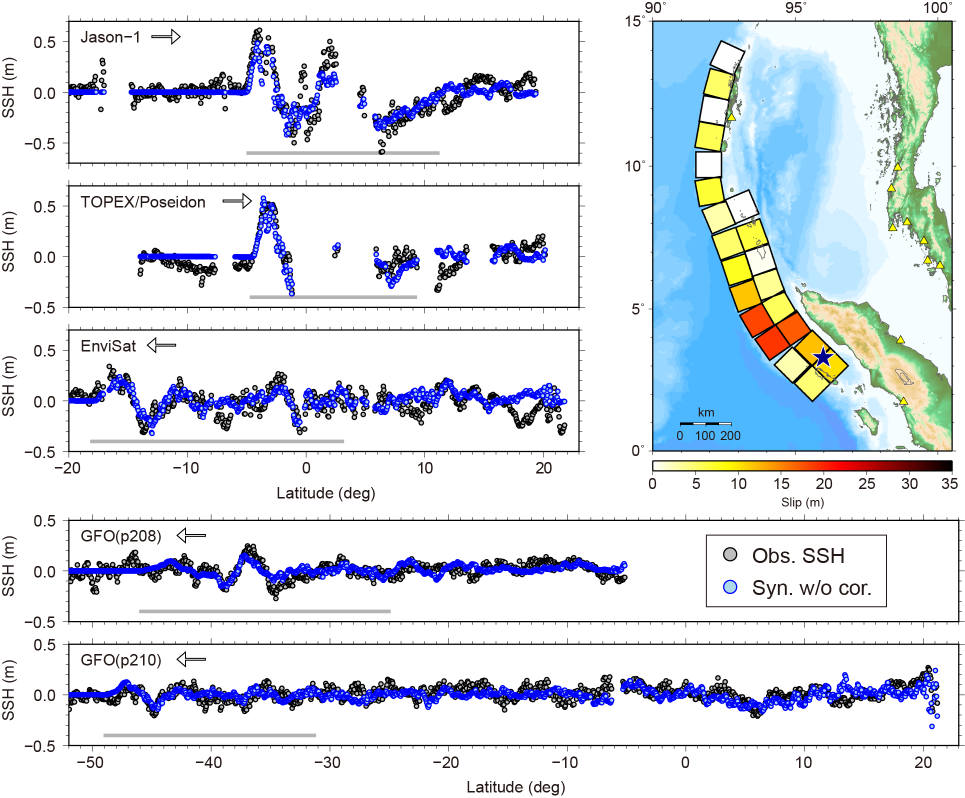 Jason−1
SSH (m)
0.5
0.0
−0.5
TOPEX/Poseidon
SSH (m)
0.5
0.0
−0.5
EnviSat
SSH (m)
0.5
0.0
−0.5
−20
−10
0
10
20
Latitude (deg)
90°
95°
100°
15°
10°
5°
0°
km
0 100 200
0
5
10
15
20
25
30
35
Slip (m)
GFO(p208)
SSH (m)
0.5
0.0
−0.5
Obs. SSH
Syn. w/o cor.
GFO(p210)
SSH (m)
0.5
0.0
−0.5
−50
−40
−30
−20
−10
0
10
20
Latitude (deg)